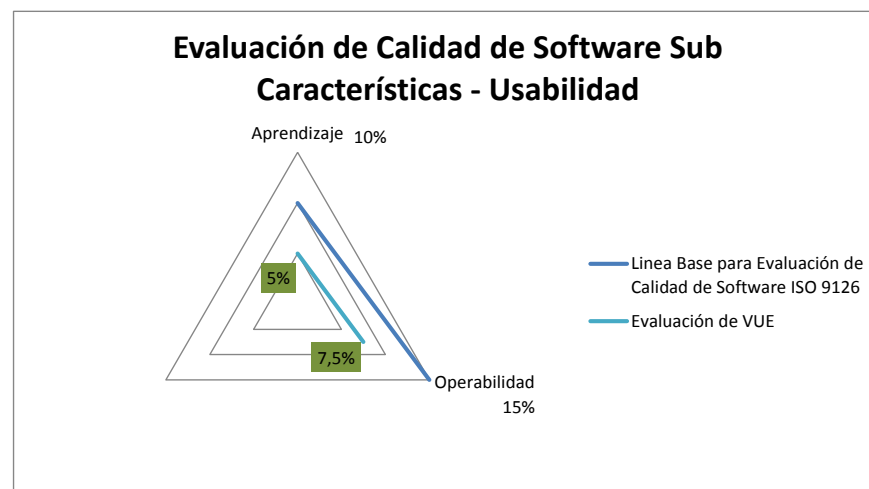 Evaluación de Calidad de Software Sub
Características - Usabilidad
Aprendizaje 10%
5%
7,5%
Operabilidad
15%
Linea Base para Evaluación de
Calidad de Software ISO 9126
Evaluación de VUE